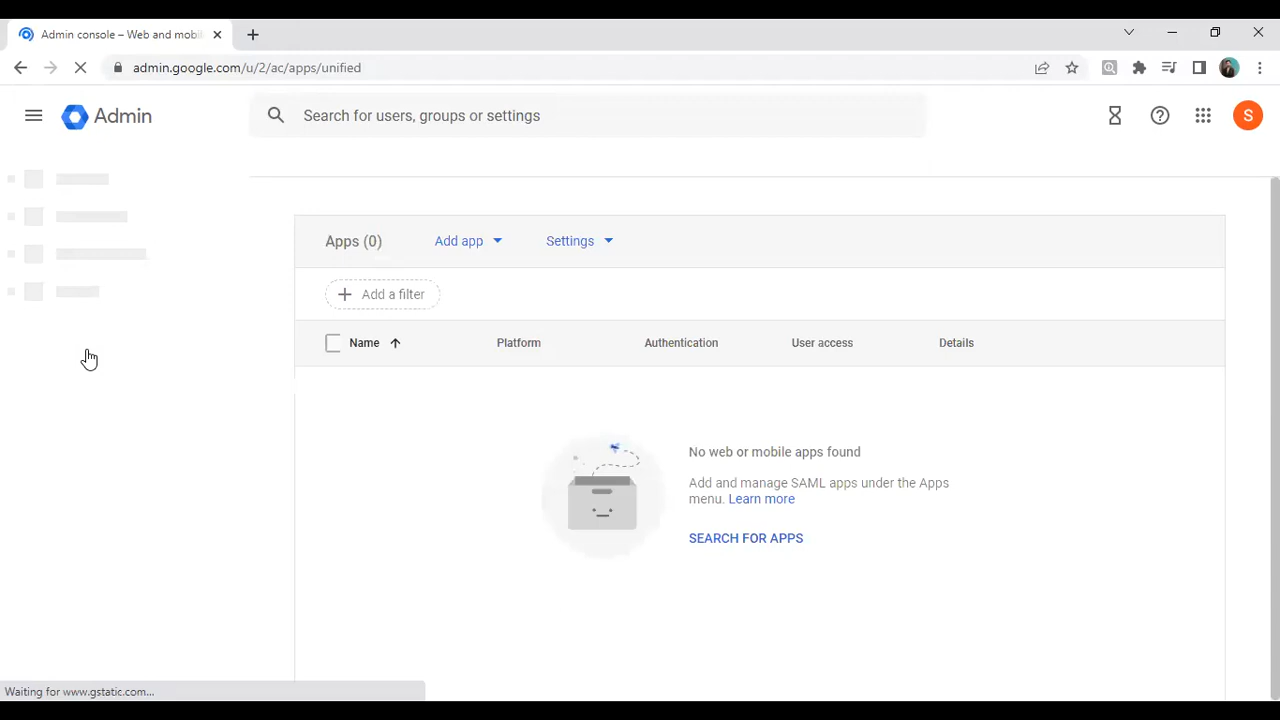 Admin console – Web and mobi
admin.google.com/u/2/ac/apps/unified
Admin
Search for users, groups or settings
S
Apps (0)
Add app
Settings
Add a filter
Name
Platform
Authentication
User access
Details
No web or mobile apps found
Add and manage SAML apps under the Apps
menu. Learn more
SEARCH FOR APPS
Waiting for www.gstatic.com...